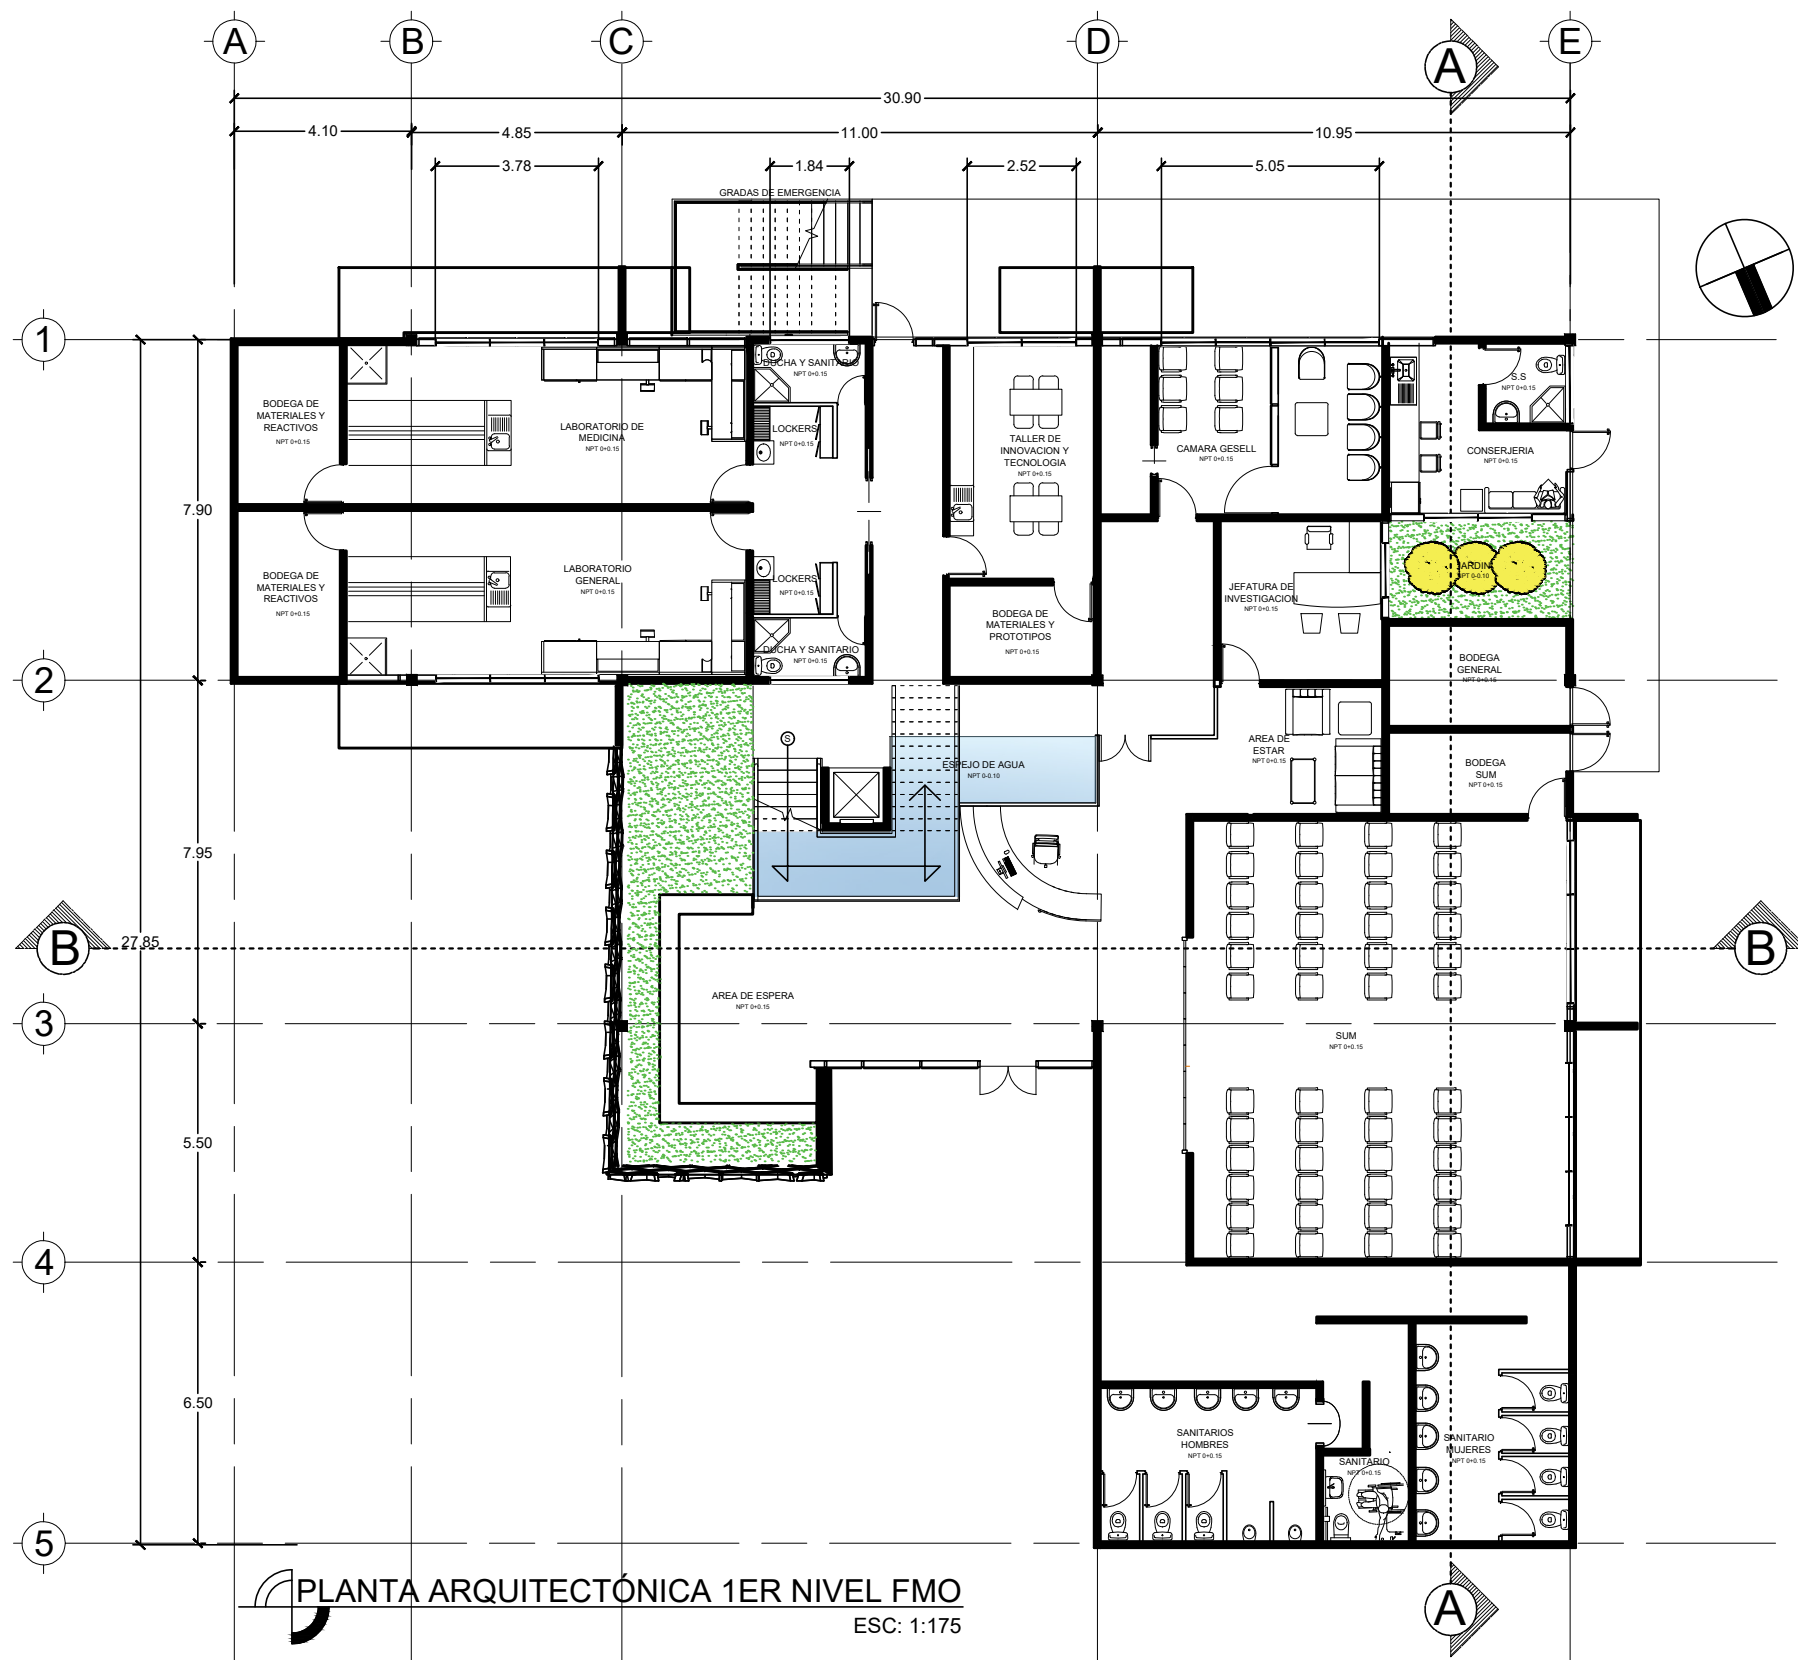 A
B
C
D
A
E
30.90
4.10
4.85
11.00
10.95
3.78
1.84
2.52
5.05
GRADAS DE EMERGENCIA
1
DUCHA Y SANITARIO
NPT 0+0.15
S.S
NPT 0+0.15
BODEGA DE
MATERIALES Y
REACTIVOS
NPT 0+0.15
LABORATORIO DE
MEDICINA
NPT 0+0.15
LOCKERS
NPT 0+0.15
TALLER DE
INNOVACION Y
TECNOLOGIA
NPT 0+0.15
CAMARA GESELL
NPT 0+0.15
CONSERJERIA
NPT 0+0.15
7.90
BODEGA DE
MATERIALES Y
REACTIVOS
NPT 0+0.15
LABORATORIO
GENERAL
NPT 0+0.15
LOCKERS
NPT 0+0.15
JEFATURA DE
INVESTIGACION
NPT 0+0.15
JARDIN
NPT 0-0.10
BODEGA DE
MATERIALES Y
PROTOTIPOS
NPT 0+0.15
DUCHA Y SANITARIO
NPT 0+0.15
BODEGA
GENERAL
NPT 0+0.15
2
S
ESPEJO DE AGUA
NPT 0-0.10
AREA DE
ESTAR
NPT 0+0.15
BODEGA
SUM
NPT 0+0.15
7.95
B
27.85
B
AREA DE ESPERA
NPT 0+0.15
3
SUM
NPT 0+0.15
5.50
4
6.50
SANITARIOS
HOMBRES
NPT 0+0.15
SANITARIO
NPT 0+0.15
SANITARIO
MUJERES
NPT 0+0.15
5
PLANTA ARQUITECTÓNICA 1ER NIVEL FMO
ESC: 1:175
A